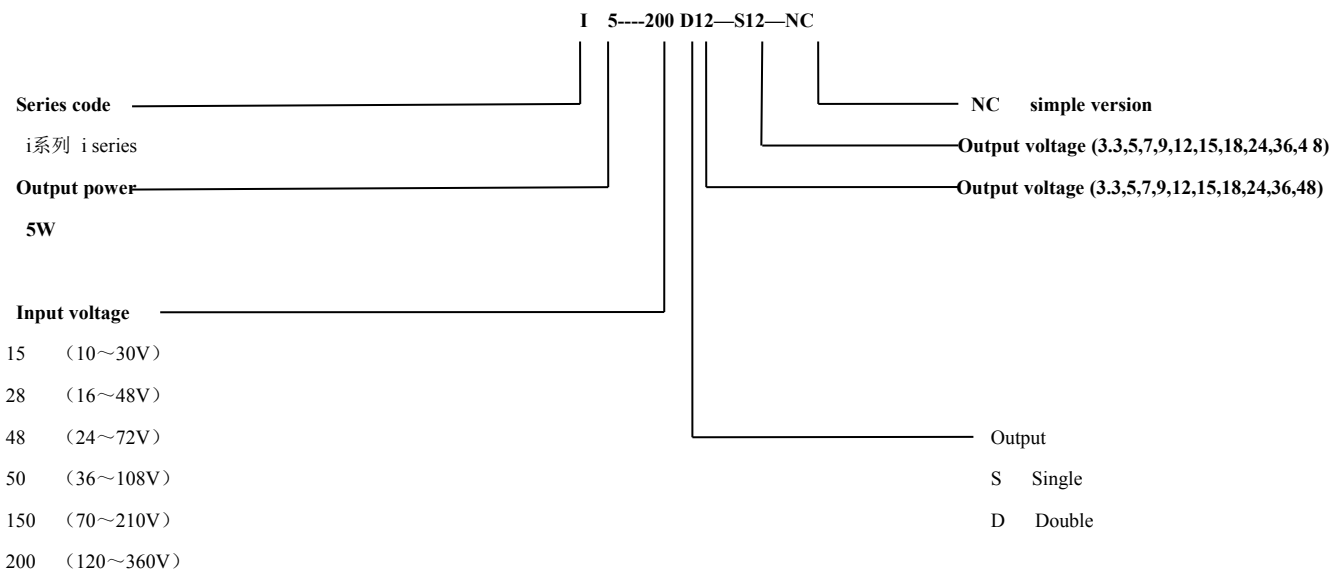 I 5----200 D12—S12—NC
Series code
NC simple version
i系列 i series
Output voltage (3.3,5,7,9,12,15,18,24,36,4 8)
Output power
Output voltage (3.3,5,7,9,12,15,18,24,36,48)
5W
Input voltage
15 （10～30V）
28 （16～48V）
48 （24～72V）
Output
50 （36～108V）
S Single
150 （70～210V）
D Double
200 （120～360V）